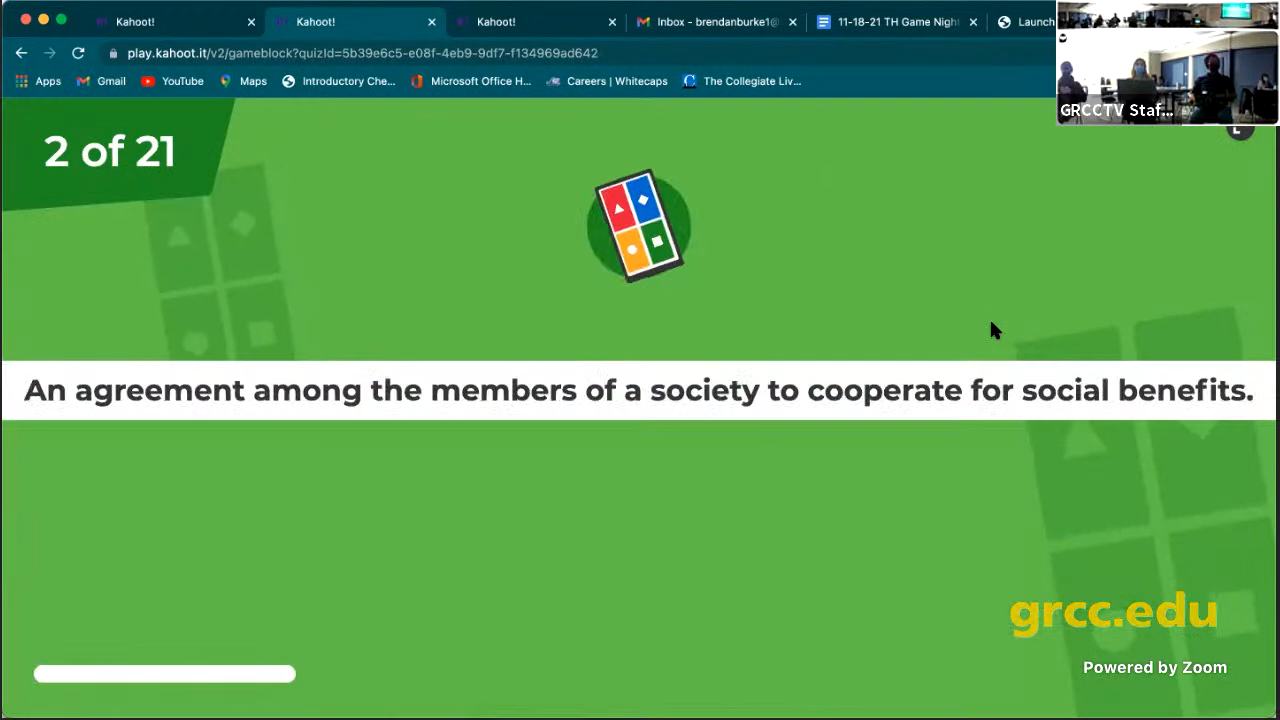 Kahoot!
Kahoot!
Kahoot!
Inbox - brendanburke1@
11-18-21 TH Game Night
Launch
play.kahoot.it/v2/gameblock?quizId=5b39e6c5-e08f-4eb9-9df7-f134969ad642
Apps
Gmail
YouTube
Maps
Introductory Che...
Microsoft Office H...
Careers | Whitecaps
The Collegiate Liv...
GRCCTV Staf...
2 of 21
An agreement among the members of a society to cooperate for social benefits.
grcc.edu
Powered by Zoom